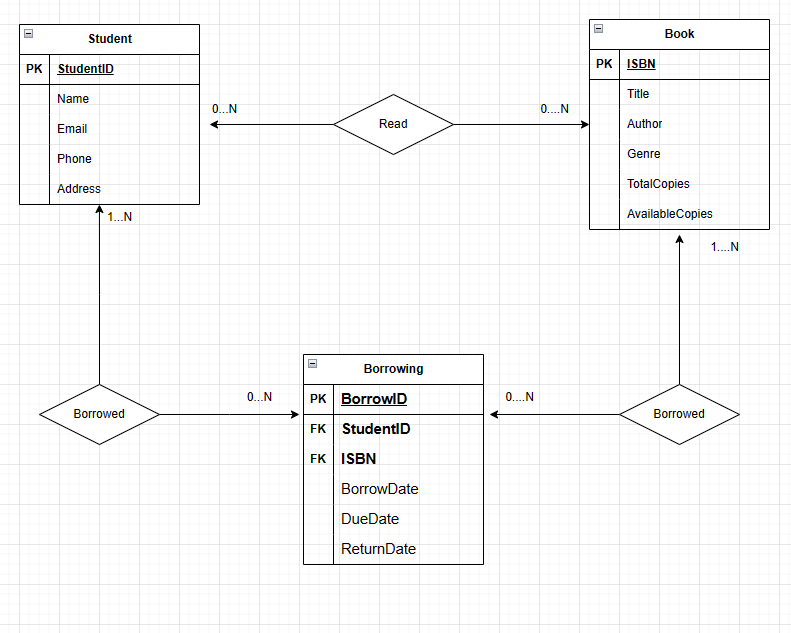 Student
PK StudentID
Name
Email
Phone
Address
Book
PK ISBN
Title
Author
Genre
TotalCopies
AvailableCopies
0...N
Read
0....N
1...N
1....N
Borrowed
0...N
Borrowing
PK BorrowID
FK StudentID
FK ISBN
BorrowDate
DueDate
ReturnDate
0....N
Borrowed